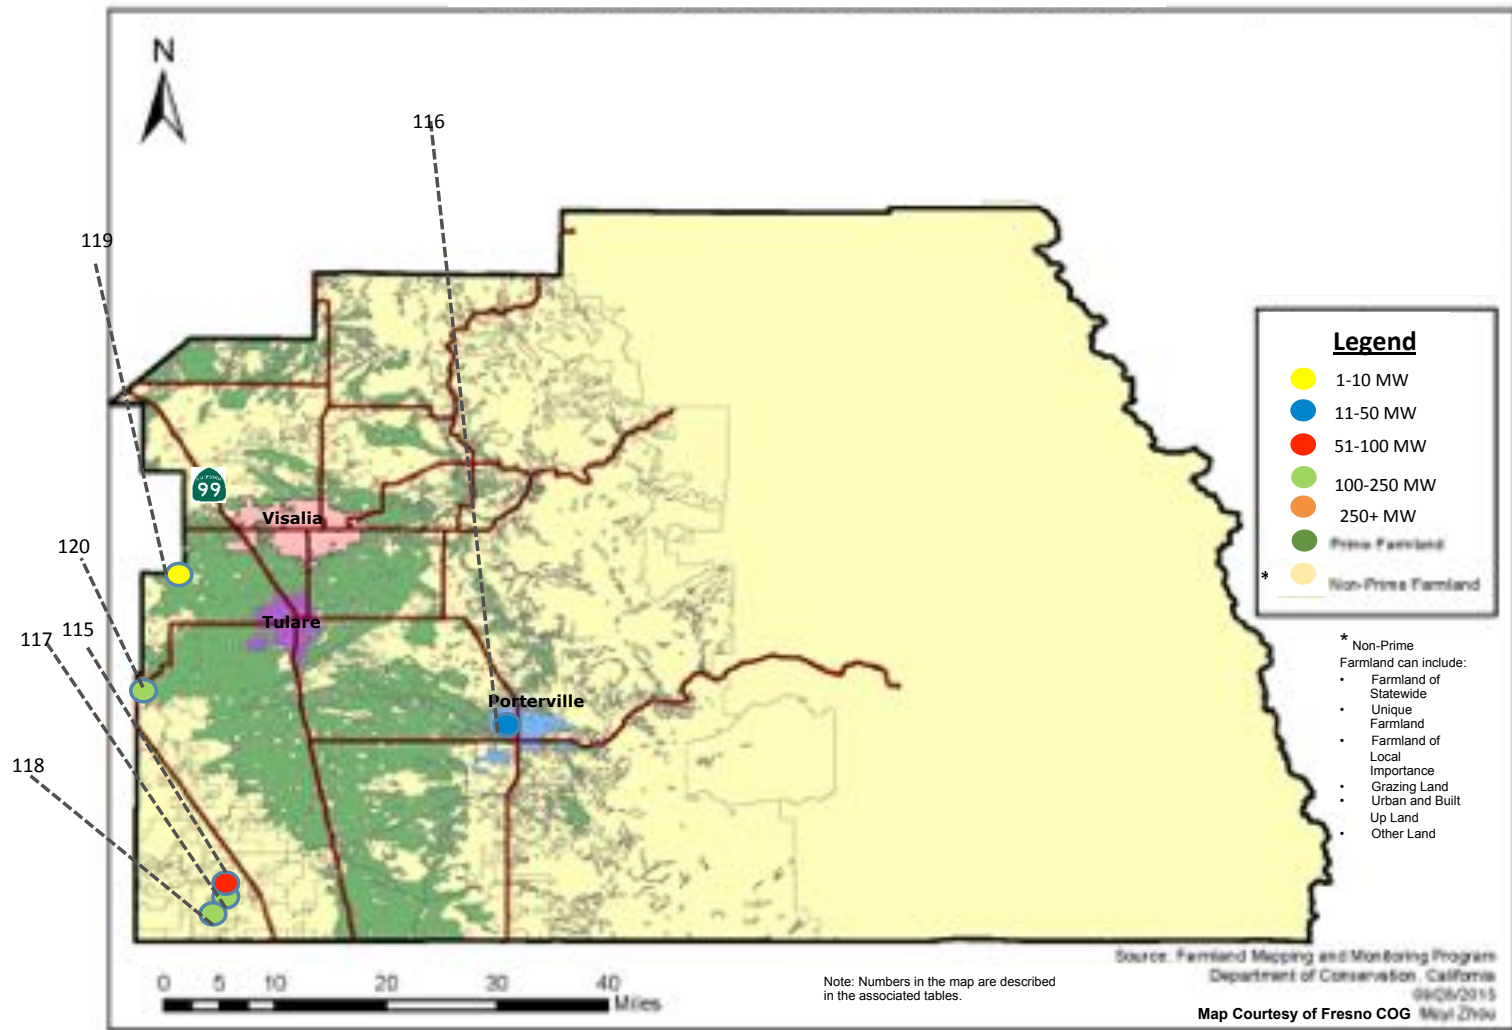 N
116
119
99
Visalia
120
Tulare
117
115
Porterville
118
Legend
1-10 MW
11-50 MW
51-100 MW
100-250 MW
250+ MW
Prime Farmland
* Non-Prime Farmland
* Non-Prime
Farmland can include:
• Farmland of
Statewide
• Unique
Farmland
• Farmland of
Local
Importance
• Grazing Land
• Urban and Built
Up Land
• Other Land
0 5 10 20 30 40
Miles
Note: Numbers in the map are described
in the associated tables.
Source: Farmland Mapping and Monitoring Program
Department of Conservation, California
Map Courtesy of Fresno COG Meyi Zhou